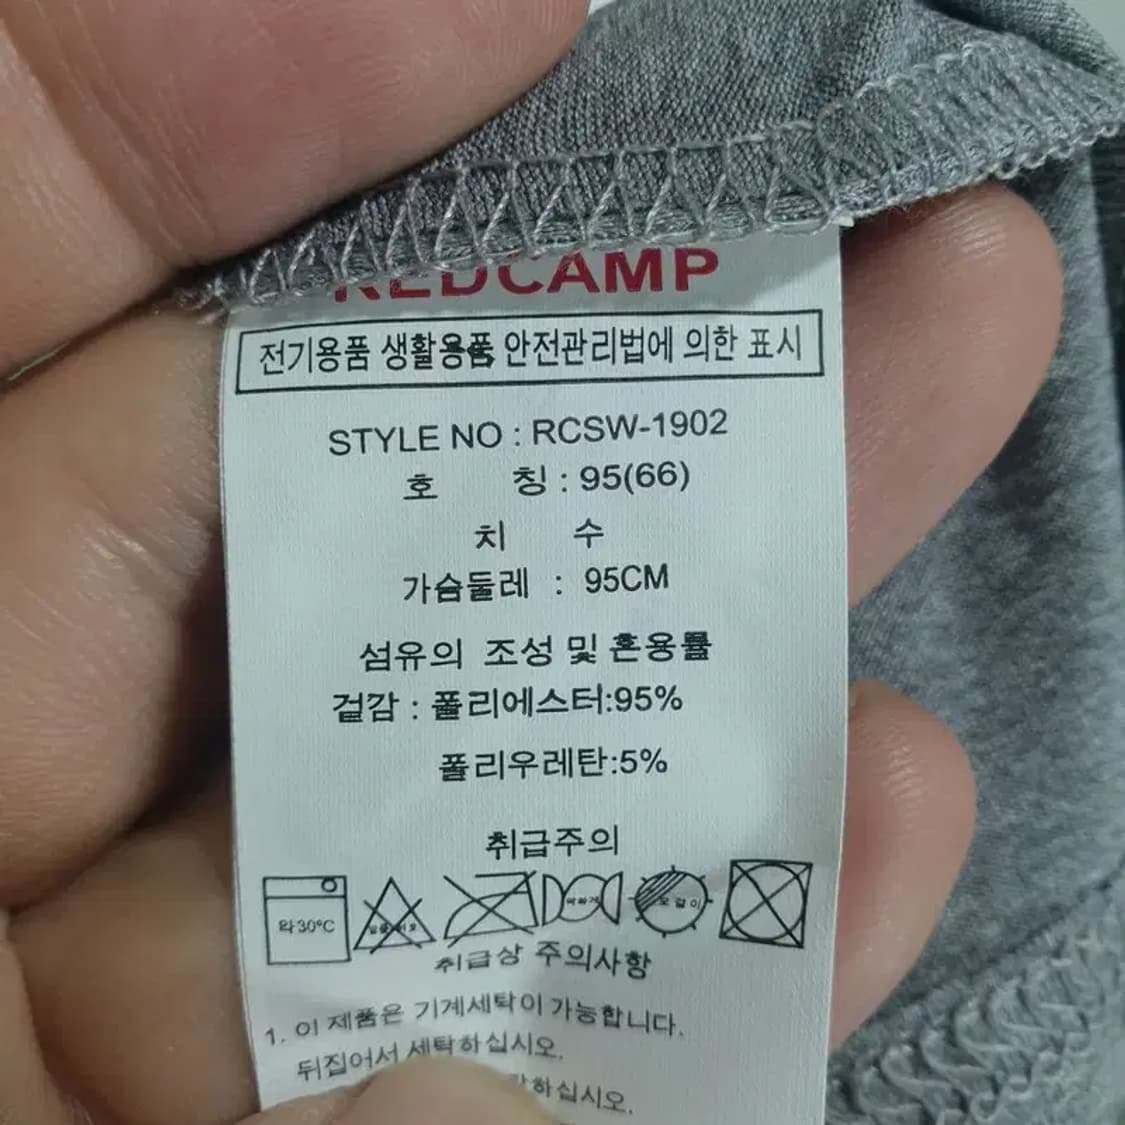 REDCAMP
전기용품 생활용품 안전관리법에 의한 표시
STYLE NO : RCSW-1902
호 칭 : 95(66)
치 수
가슴둘레 : 95CM
섬유의 조성 및 혼용률
겉감 : 폴리에스터:95%
폴리우레탄:5%
취급주의
약30°C
취급상 주의사항
1. 이 제품은 기계세탁이 가능합니다.
뒤집어서 세탁하십시오.
하십시오.